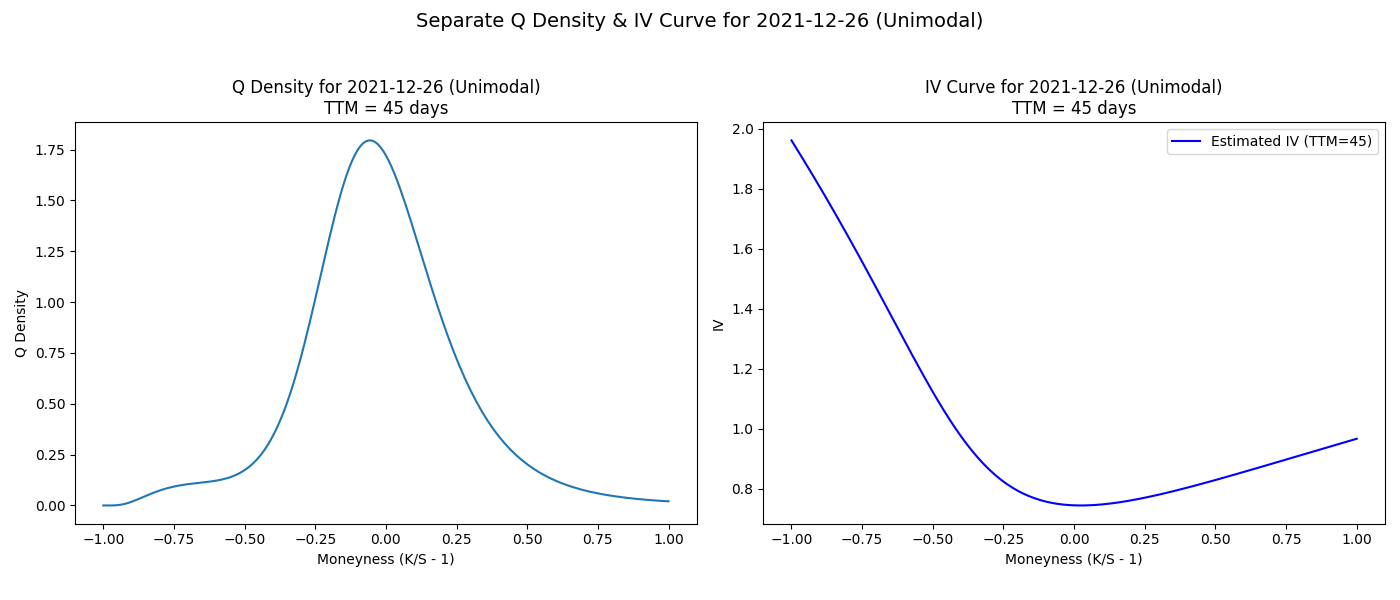 Separate Q Density & IV Curve for 2021-12-26 (Unimodal)
Q Density for 2021-12-26 (Unimodal)
TTM = 45 days
Q Density
1.75
1.50
1.25
1.00
0.75
0.50
0.25
0.00
−1.00 −0.75 −0.50 −0.25 0.00 0.25 0.50 0.75 1.00
Moneyness (K/S - 1)
IV Curve for 2021-12-26 (Unimodal)
TTM = 45 days
Estimated IV (TTM=45)
IV
2.0
1.8
1.6
1.4
1.2
1.0
0.8
−1.00 −0.75 −0.50 −0.25 0.00 0.25 0.50 0.75 1.00
Moneyness (K/S - 1)